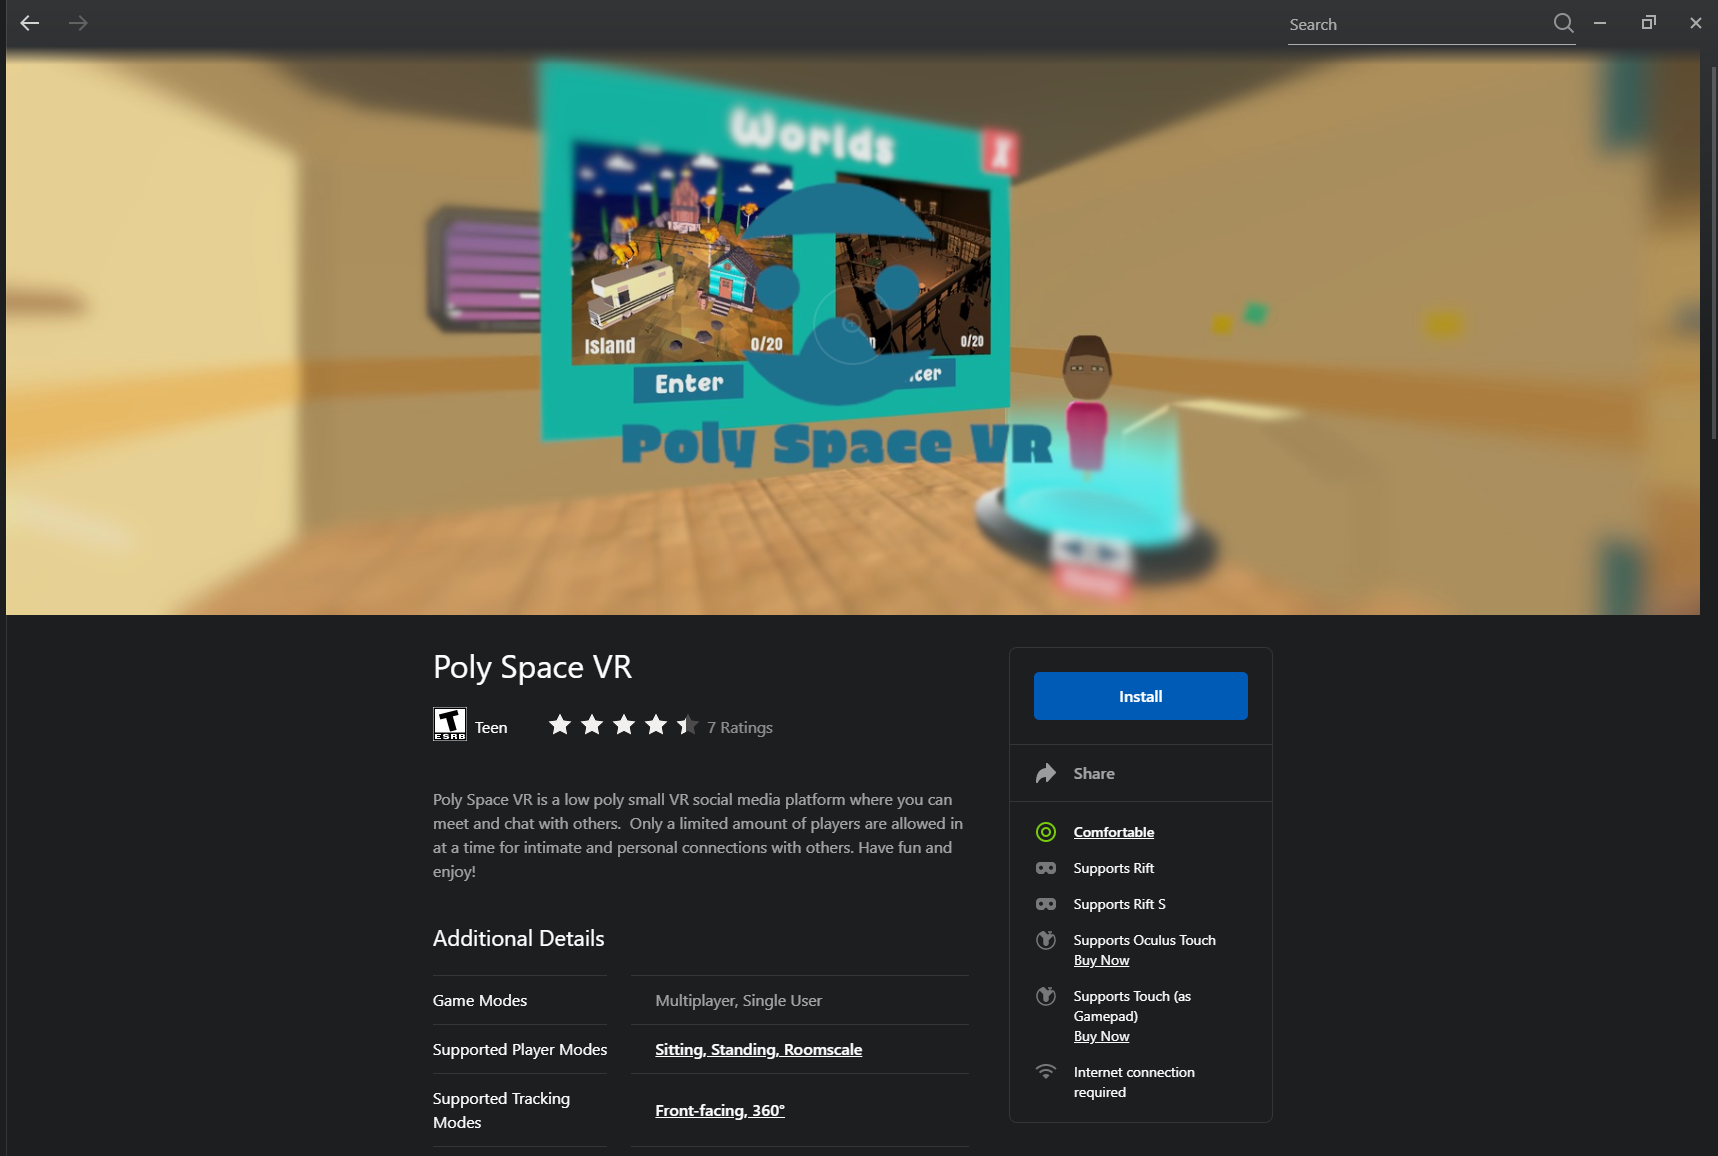 Search
Worlds
X
Island
0/20
0/20
Enter
Poly Space VR
Poly Space VR
T
ESRB
Teen
7 Ratings
Poly Space VR is a low poly small VR social media platform where you can
meet and chat with others.  Only a limited amount of players are allowed in
at a time for intimate and personal connections with others. Have fun and
enjoy!
Additional Details
Game Modes
Multiplayer, Single User
Supported Player Modes
Sitting, Standing, Roomscale
Supported Tracking
Modes
Front-facing, 360°
Install
Share
Comfortable
Supports Rift
Supports Rift S
Supports Oculus Touch
Buy Now
Supports Touch (as
Gamepad)
Buy Now
Internet connection
required